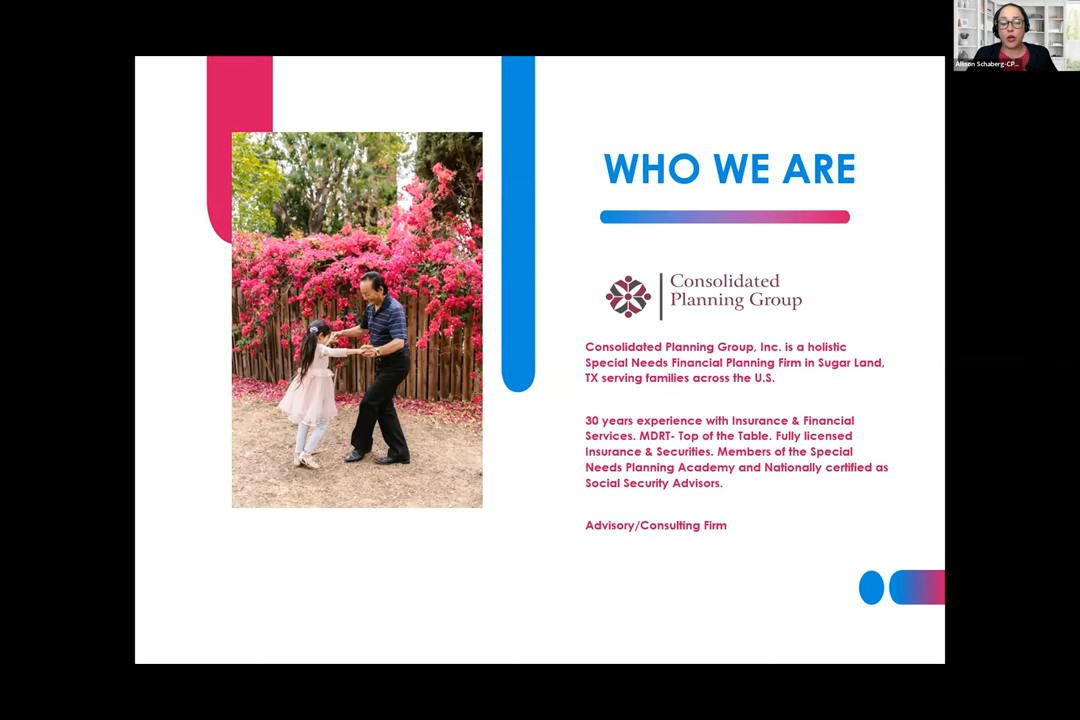 Allison Schaberg-CP...
WHO WE ARE
Consolidated
Planning Group
Consolidated Planning Group, Inc. is a holistic
Special Needs Financial Planning Firm in Sugar Land,
TX serving families across the U.S.
30 years experience with Insurance & Financial
Services. MDRT- Top of the Table. Fully licensed
Insurance & Securities. Members of the Special
Needs Planning Academy and Nationally certified as
Social Security Advisors.
Advisory/Consulting Firm